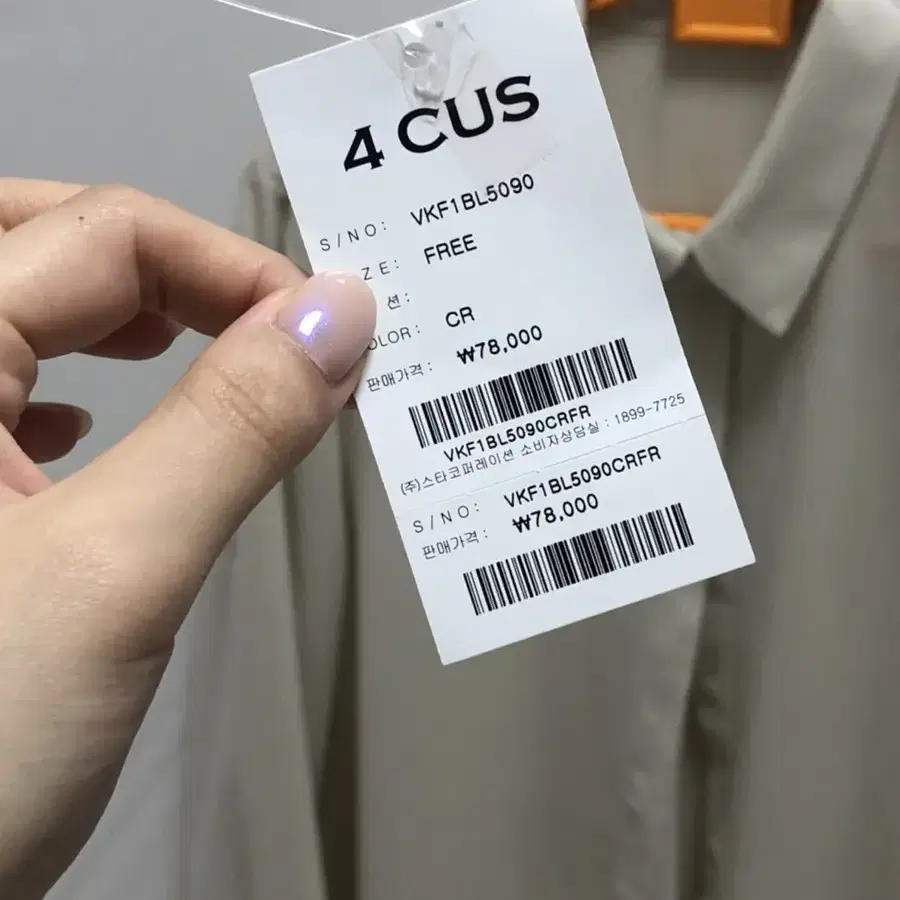 4 CUS
S/NO: VKF1BL5090
ZE: FREE
션:
OLOR: CR
판매가격: ₩78,000
VKF1BL5090CRFR
(주)스타코퍼레이션 소비자상담실 : 1899-7725
S/NO: VKF1BL5090CRFR
판매가격: ₩78,000